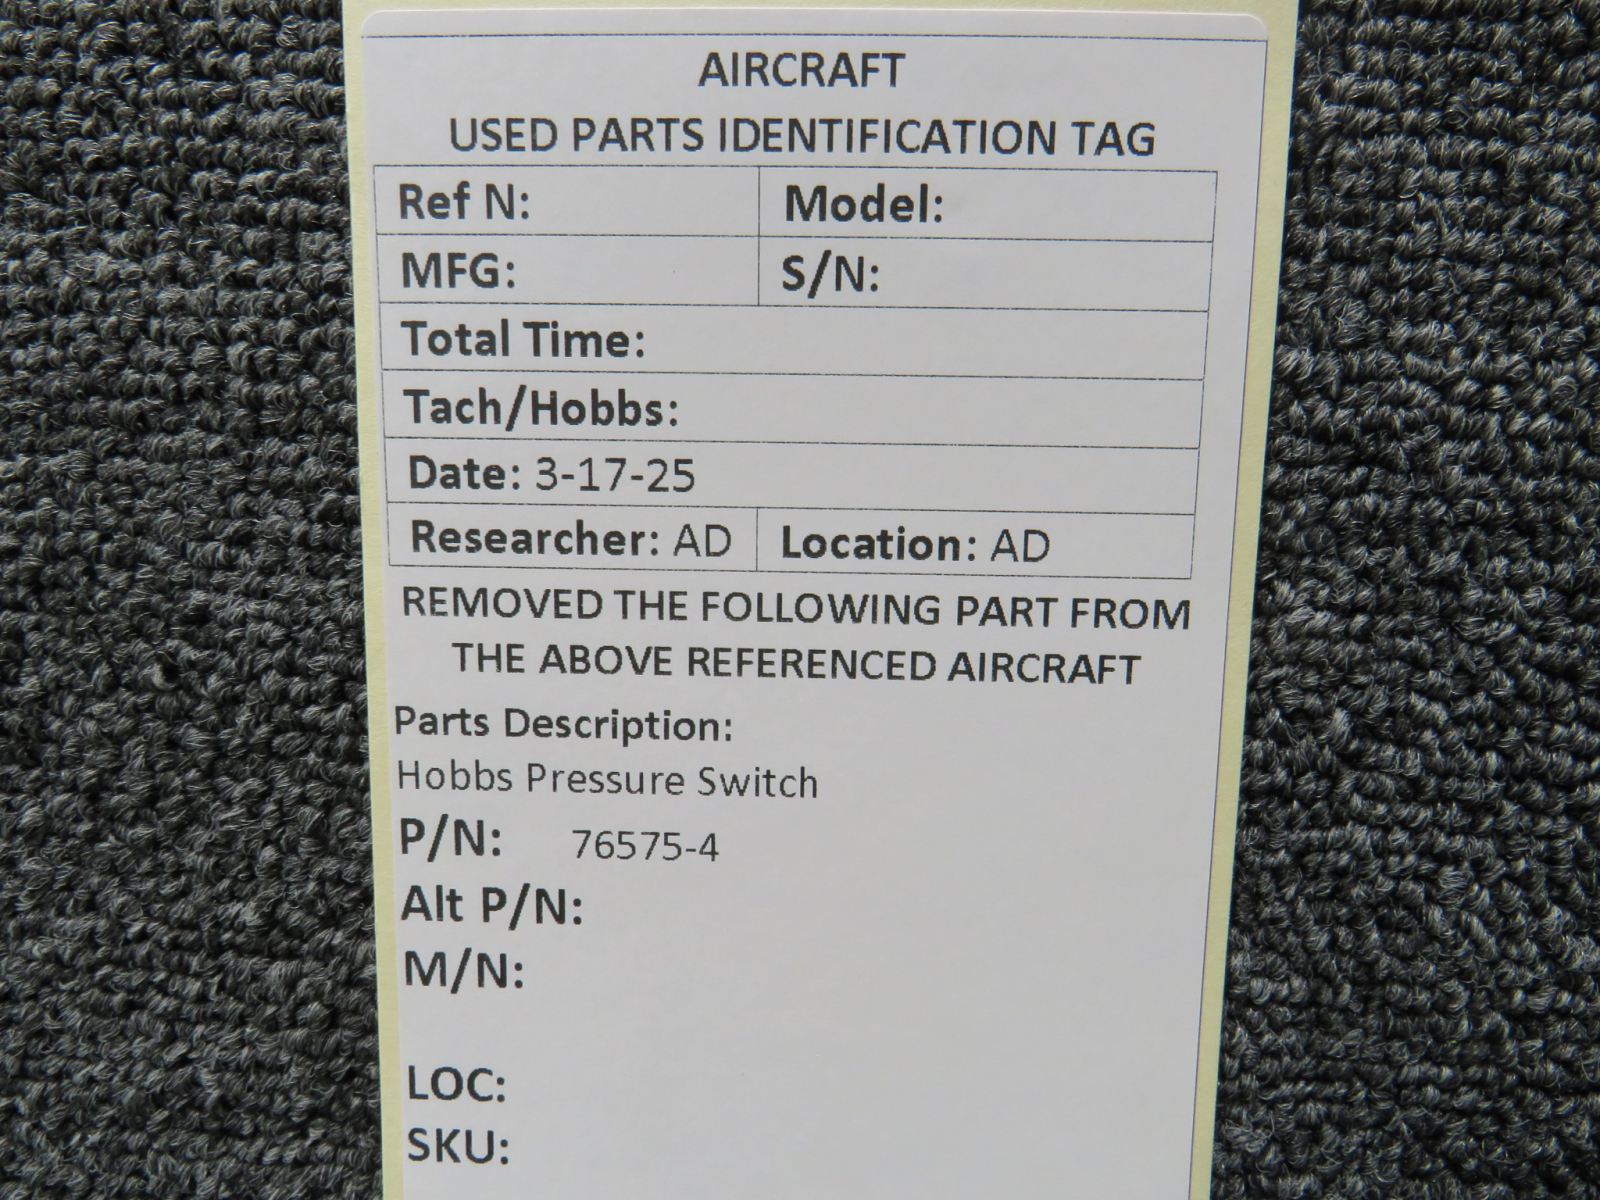 AIRCRAFT
USED PARTS IDENTIFICATION TAG
Ref N: Model:
MFG: S/N:
Total Time:
Tach/Hobbs:
Date: 3-17-25
Researcher: AD Location: AD
REMOVED THE FOLLOWING PART FROM
THE ABOVE REFERENCED AIRCRAFT
Parts Description:
Hobbs Pressure Switch
P/N: 76575-4
Alt P/N:
M/N:
LOC:
SKU: